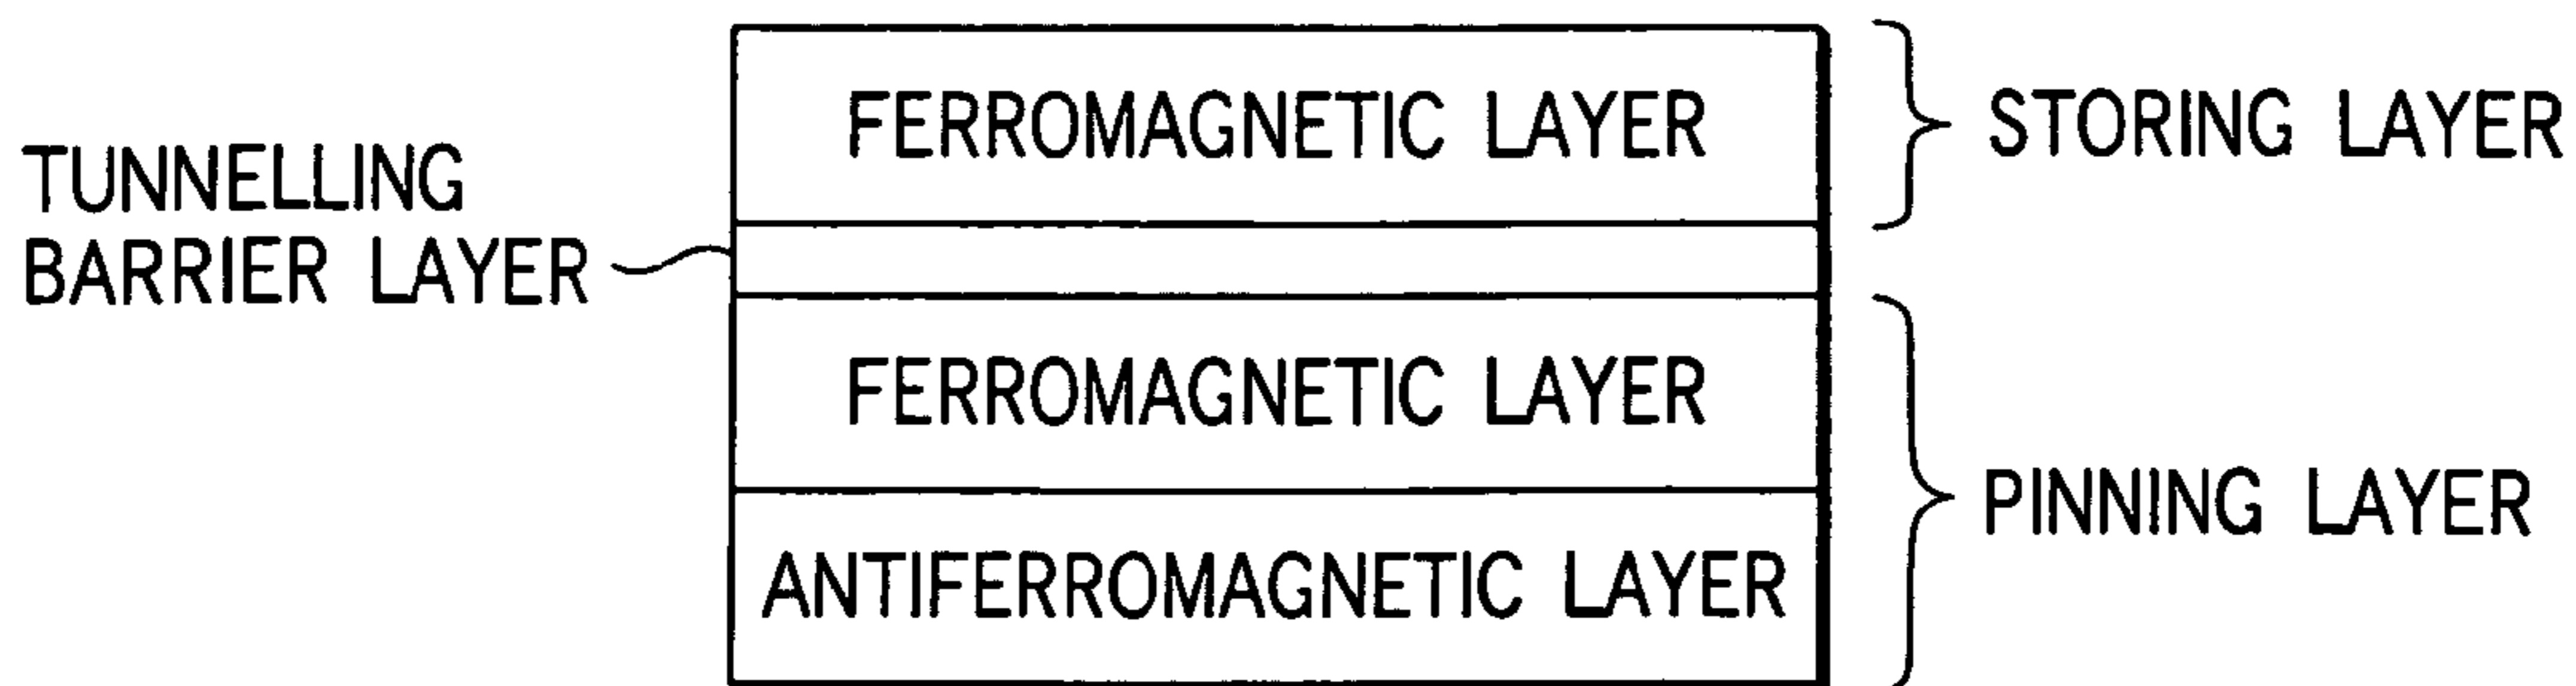 FERROMAGNETIC LAYER
STORING LAYER
TUNNELLING
BARRIER LAYER
FERROMAGNETIC LAYER
PINNING LAYER
ANTIFERROMAGNETIC LAYER